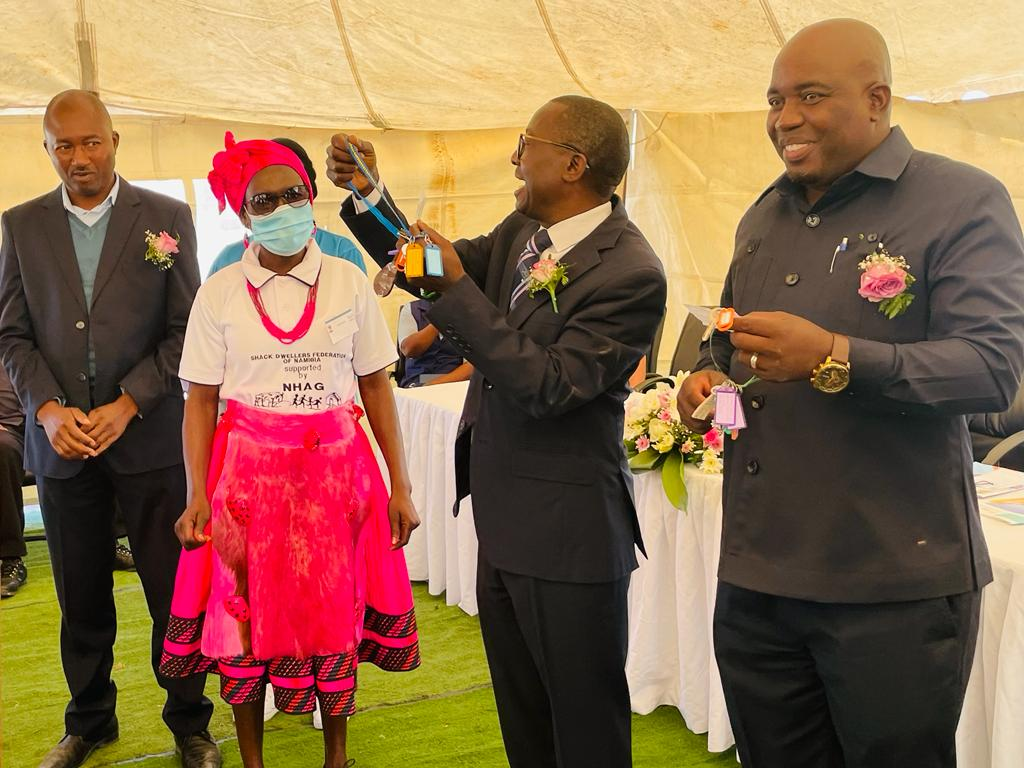 SHACK DWELLERS FEDERATION
OF NAMIBIA
supported
by
NHAG